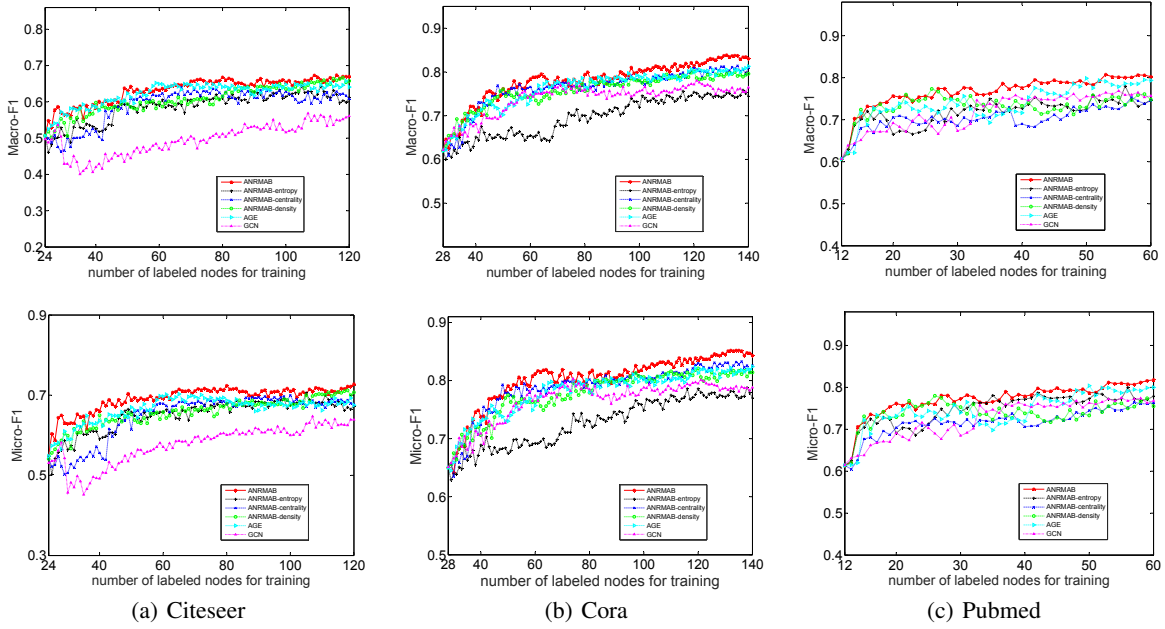 0.8
0.7
0.6
0.5
0.4
0.3
0.2
Macro-F1
24 40 60 80 100 120
number of labeled nodes for training
ANRMAB
ANRMAB-entropy
ANRMAB-centrality
ANRMAB-density
AGE
GCN
0.9
0.8
0.7
0.6
0.5
Macro-F1
28 40 60 80 100 120 140
number of labeled nodes for training
ANRMAB
ANRMAB-entropy
ANRMAB-centrality
ANRMAB-density
AGE
GCN
0.9
0.8
0.7
0.6
0.5
0.4
Macro-F1
12 20 30 40 50 60
number of labeled nodes for training
ANRMAB
ANRMAB-entropy
ANRMAB-centrality
ANRMAB-density
AGE
GCN
0.9
0.7
0.5
0.3
Micro-F1
24 40 60 80 100 120
number of labeled nodes for training
ANRMAB
ANRMAB-entropy
ANRMAB-centrality
ANRMAB-density
AGE
GCN
(a) Citeseer
0.9
0.8
0.7
0.6
0.5
Micro-F1
28 40 60 80 100 120 140
number of labeled nodes for training
ANRMAB
ANRMAB-entropy
ANRMAB-centrality
ANRMAB-density
AGE
GCN
(b) Cora
0.9
0.8
0.7
0.6
0.5
0.4
Micro-F1
12 20 30 40 50 60
number of labeled nodes for training
ANRMAB
ANRMAB-entropy
ANRMAB-centrality
ANRMAB-density
AGE
GCN
(c) Pubmed